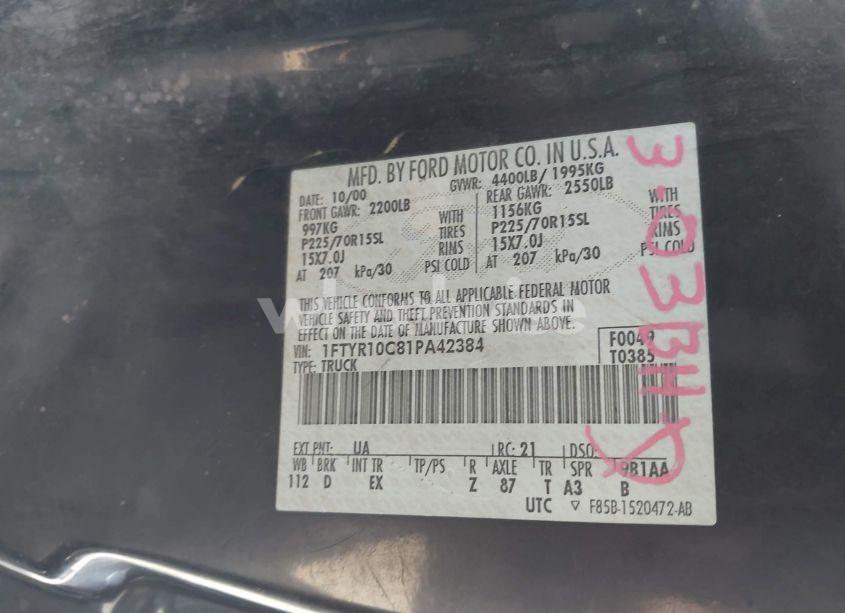 MFD. BY FORD MOTOR CO. IN U.S.A.
DATE: 10/00 GVWR: 4400LB/ 1995KG
FRONT GAWR: 2200LB REAR GAWR: 2550LB
997KG WITH 1156KG WITH
P225/70R15SL TIRES P225/70R15SL TIRES
15X7.0J RIMS 15X7.0J RIMS
AT 207 kPa/30 PSI COLD AT 207 kPa/30 PSI COLD
THIS VEHICLE CONFORMS TO ALL APPLICABLE FEDERAL MOTOR
VEHICLE SAFETY AND THEFT PREVENTION STANDARDS IN
EFFECT ON THE DATE OF MANUFACTURE SHOWN ABOVE.
VIN: 1FTYR10C81PA42384 F0049
TYPE: TRUCK T0385
EXT PNT: UA RC: 21 DSO:
WB BRK INT TR TP/PS R AXLE TR SPR 9B1AA
112 D EX Z 87 T A3 B
UTC ▽ F85B-1520472-AB